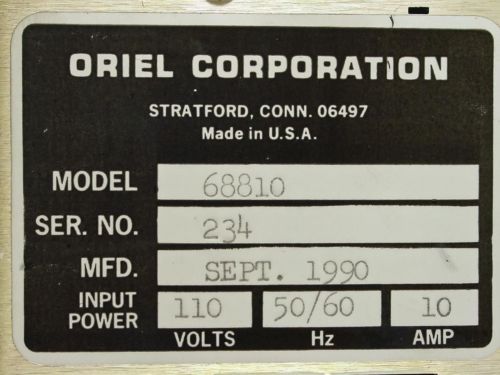 ORIEL CORPORATION
STRATFORD, CONN. 06497
Made in U.S.A.
MODEL 68810
SER. NO. 234
MFD. SEPT. 1990
INPUT POWER 110 50/60 10
VOLTS Hz AMP